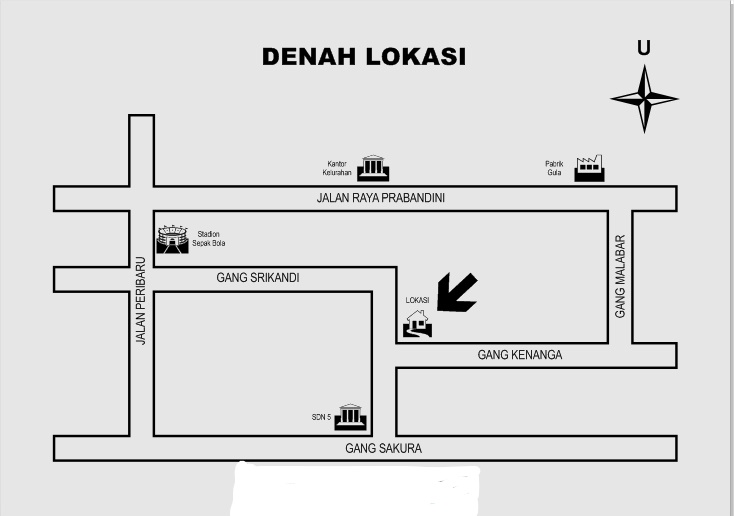 DENAH LOKASI
U
Kantor
Kelurahan
Pabrik
Gula
JALAN RAYA PRABANDINI
Stadion
Sepak Bola
GANG MALABAR
JALAN PERIBARU
GANG SRIKANDI
LOKASI
GANG KENANGA
SDN 5
GANG SAKURA